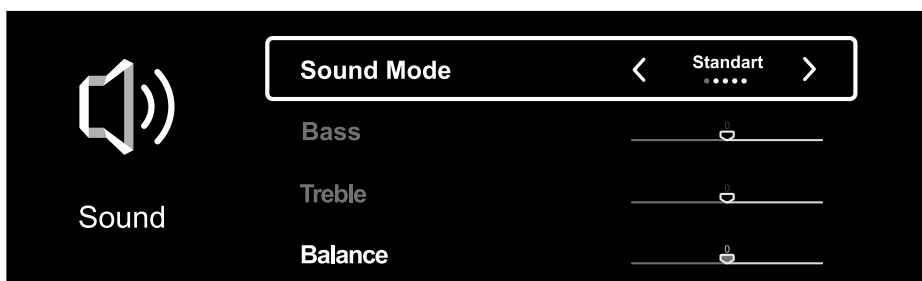 Sound Mode
Standart
Bass
0
Treble
0
Sound
Balance
0